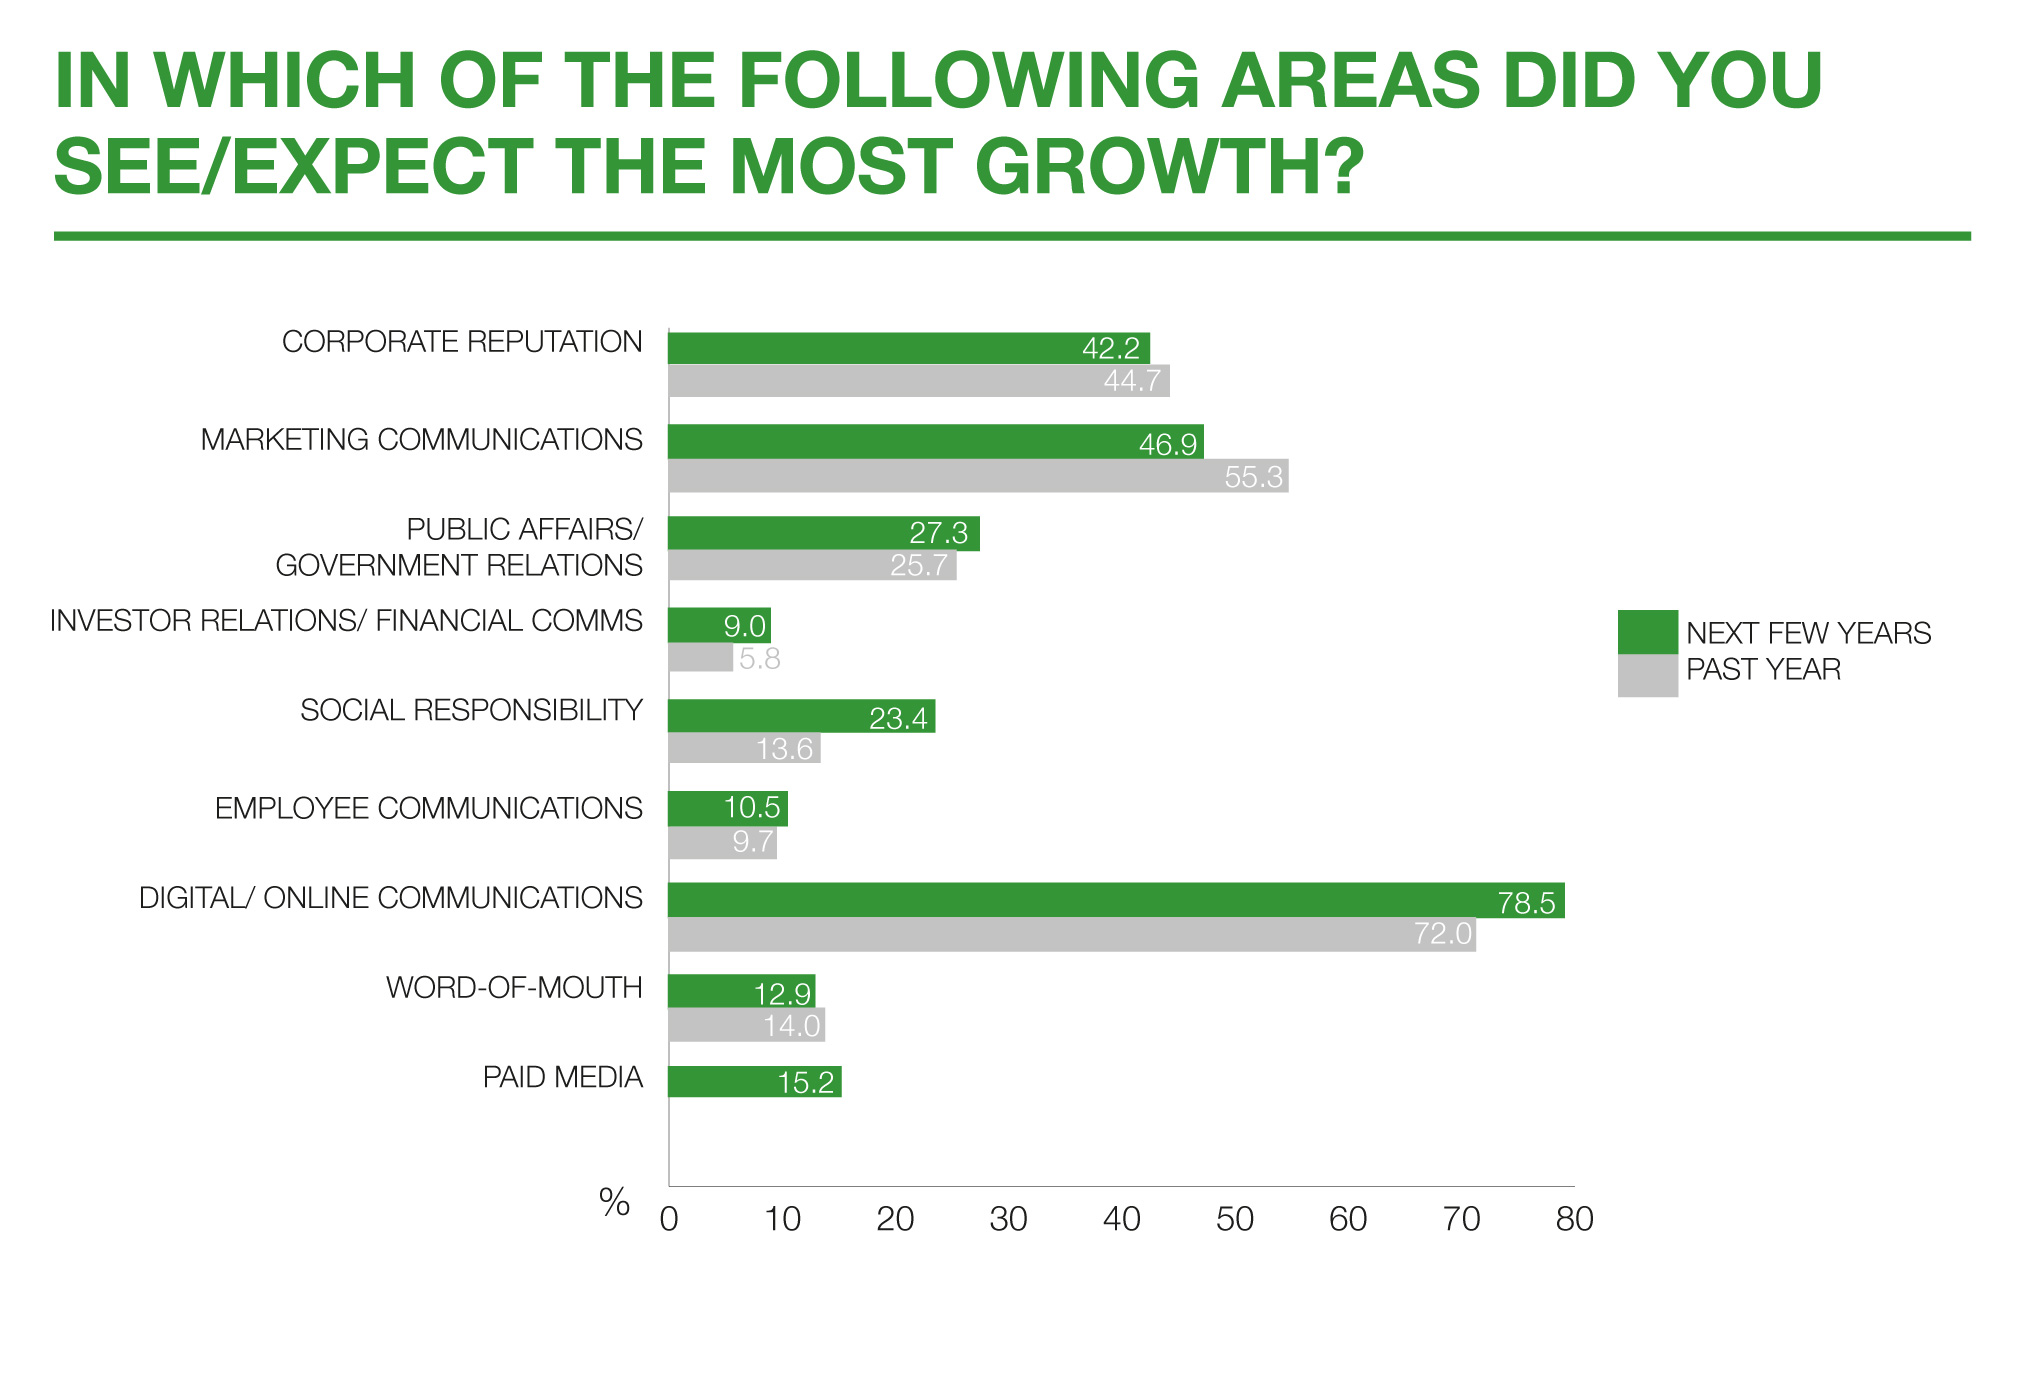 IN WHICH OF THE FOLLOWING AREAS DID YOU
SEE/EXPECT THE MOST GROWTH?
CORPORATE REPUTATION
42.2
44.7
MARKETING COMMUNICATIONS
46.9
55.3
PUBLIC AFFAIRS/
GOVERNMENT RELATIONS
27.3
25.7
INVESTOR RELATIONS/ FINANCIAL COMMS
9.0
5.8
SOCIAL RESPONSIBILITY
23.4
13.6
EMPLOYEE COMMUNICATIONS
10.5
9.7
DIGITAL/ ONLINE COMMUNICATIONS
78.5
72.0
WORD-OF-MOUTH
12.9
14.0
PAID MEDIA
15.2
% 0 10 20 30 40 50 60 70 80
NEXT FEW YEARS
PAST YEAR